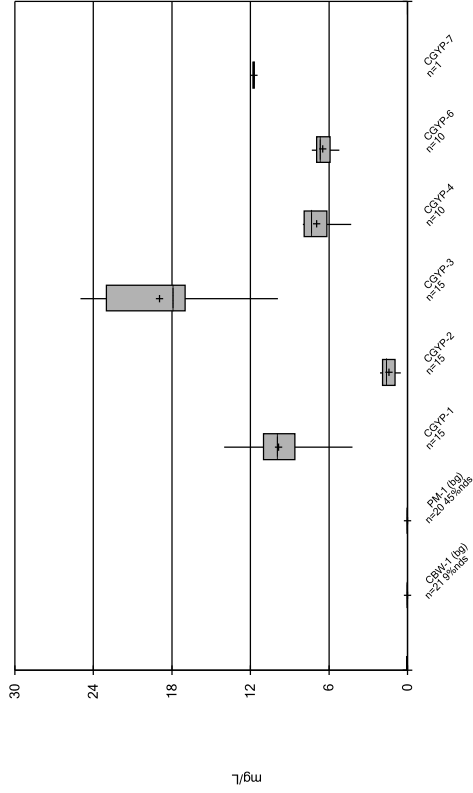 30
24
18
12
6
0
mg/L
CBW-1 (bg)
n=21 9%nds
PM-1 (bg)
n=20 45%nds
CGYP-1
n=15
CGYP-2
n=15
CGYP-3
n=15
CGYP-4
n=10
CGYP-6
n=10
CGYP-7
n=1